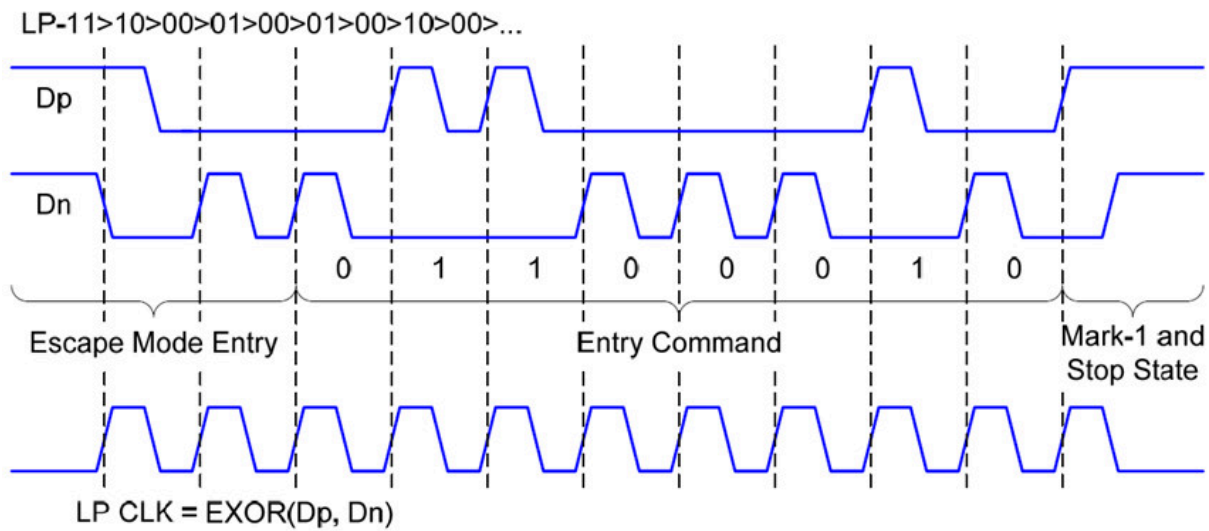 LP-11>10>00>01>00>01>00>10>00>...
Dp
Dn
0 1 1 0 0 0 1 0
Escape Mode Entry
Entry Command
Mark-1 and
Stop State
LP CLK = EXOR(Dp, Dn)